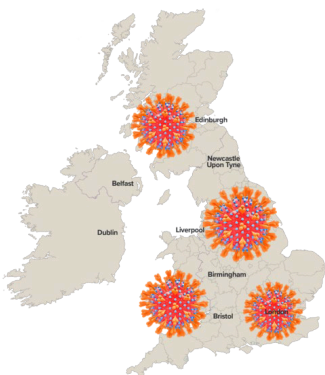 Edinburgh
Newcastle
Upon Tyne
Belfast
Dublin
Liverpool
Birmingham
Bristol
London